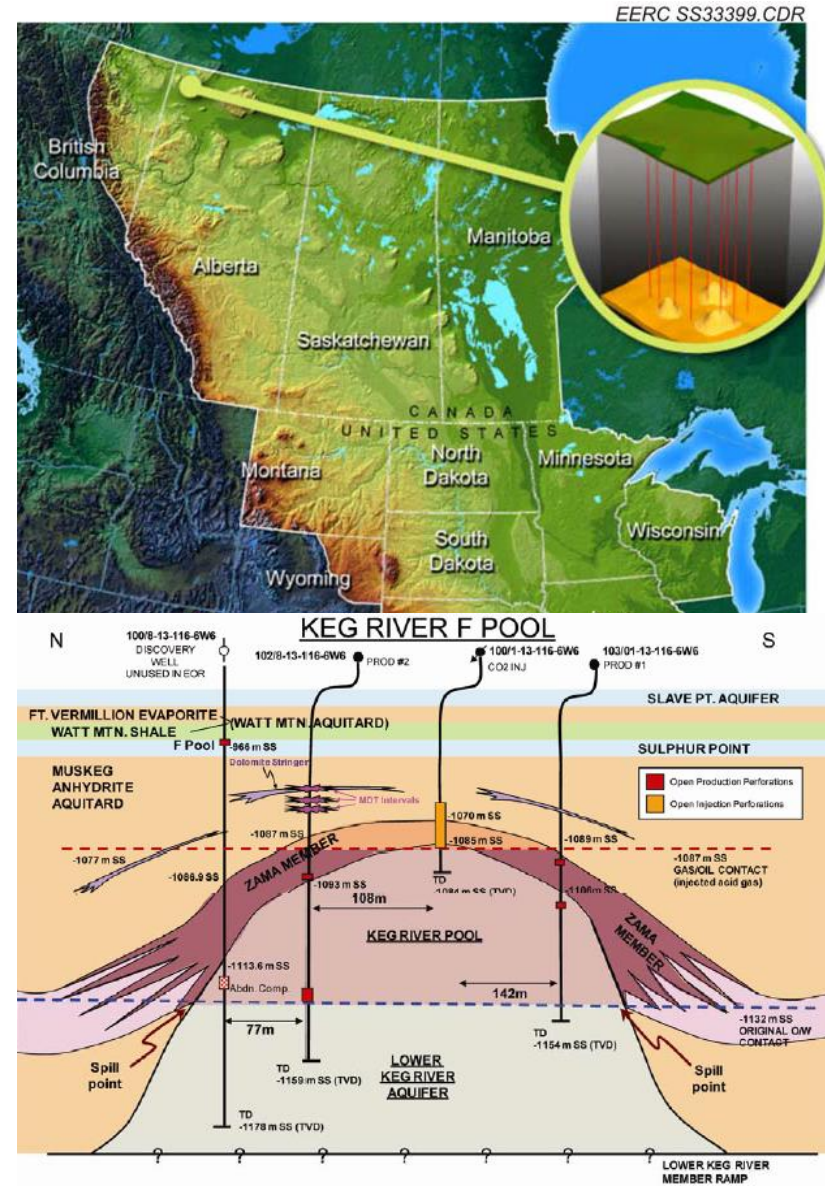 EERC SS33399.CDR
British
Columbia
Alberta
Manitoba
Saskatchewan
CANADA
UNITED STATES
Montana
North
Dakota
Minnesota
South
Dakota
Wisconsin
Wyoming
KEG RIVER F POOL
N
S
100/8-13-116-6W6
DISCOVERY
WELL
UNUSED IN EOR
102/8-13-116-6W6
PROD #2
100/1-13-116-6W6
CO2 INJ
103/01-13-116-6W6
PROD #1
SLAVE PT. AQUIFER
FT. VERMILLION EVAPORITE
WATT MTN. SHALE
(WATT MTN. AQUITARD)
F Pool
-966 m SS
SULPHUR POINT
MUSKEG
ANHYDRITE
AQUITARD
Dolomite Stringer
MDT Intervals
Open Production Perforations
Open Injection Perforations
-1070 m SS
-1087 m SS
-1085 m SS
-1089 m SS
-1077 m SS
-1087 m SS
GAS/OIL CONTACT
(injected acid gas)
-1086.9 SS
ZAMA MEMBER
-1093 m SS
TD
-1084 m SS (TVD)
-1106 m SS
108m
KEG RIVER POOL
ZAMA
MEMBER
-1113.6 m SS
Abdn. Comp.
142m
77m
-1132 m SS
ORIGINAL O/W
CONTACT
TD
-1154 m SS (TVD)
Spill
point
TD
-1159 m SS (TVD)
LOWER
KEG RIVER
AQUIFER
Spill
point
TD
-1178 m SS (TVD)
? ? ? ? ? ? ?
LOWER KEG RIVER
MEMBER RAMP